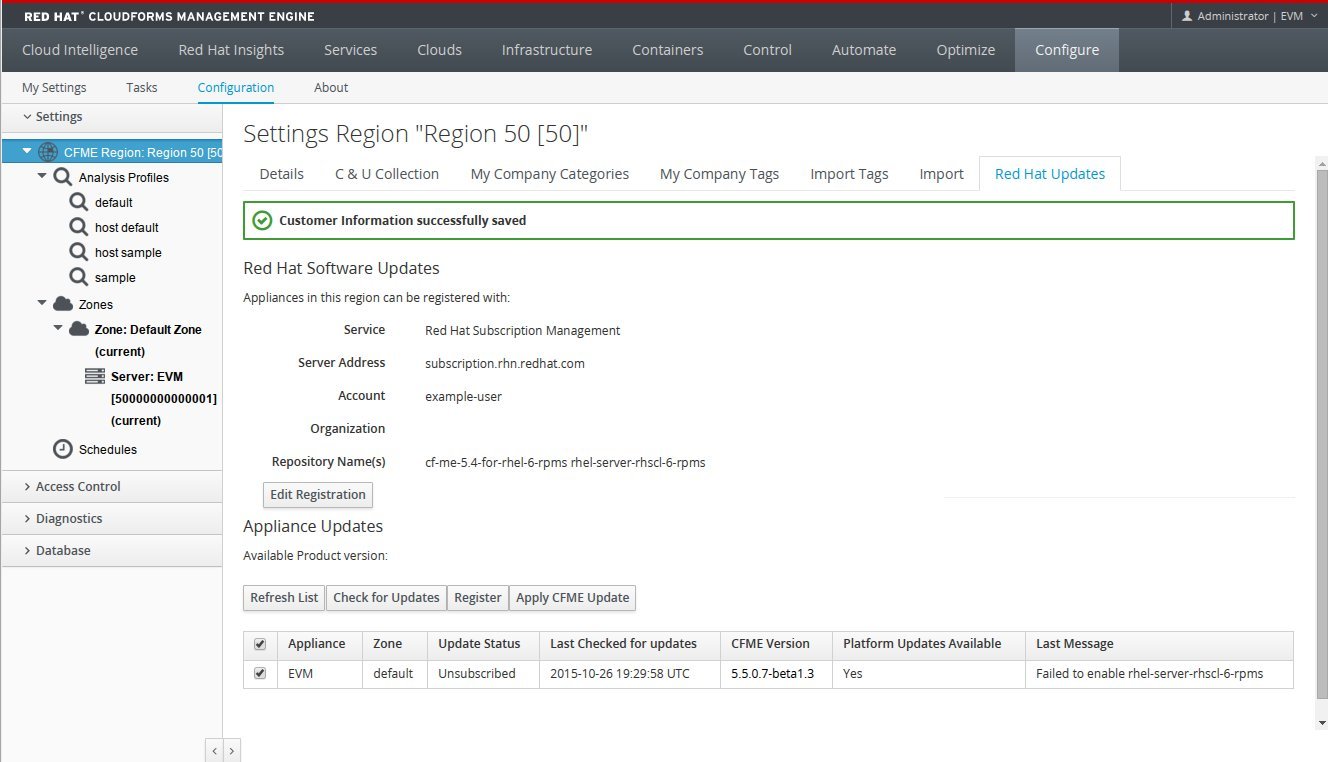 RED HAT® CLOUDFORMS MANAGEMENT ENGINE
Administrator | EVM
Cloud Intelligence Red Hat Insights Services Clouds Infrastructure Containers Control Automate Optimize Configure
My Settings Tasks Configuration About
Settings
CFME Region: Region 50 [50
Analysis Profiles
default
host default
host sample
sample
Zones
Zone: Default Zone
(current)
Server: EVM
[50000000000001]
(current)
Schedules
Access Control
Diagnostics
Database
Settings Region "Region 50 [50]"
Details C & U Collection My Company Categories My Company Tags Import Tags Import Red Hat Updates
Customer Information successfully saved
Red Hat Software Updates
Appliances in this region can be registered with:
Service Red Hat Subscription Management
Server Address subscription.rhn.redhat.com
Account example-user
Organization
Repository Name(s) cf-me-5.4-for-rhel-6-rpms rhel-server-rhscl-6-rpms
Edit Registration
Appliance Updates
Available Product version:
Refresh List Check for Updates Register Apply CFME Update
Appliance Zone Update Status Last Checked for updates CFME Version Platform Updates Available Last Message
EVM default Unsubscribed 2015-10-26 19:29:58 UTC 5.5.0.7-beta1.3 Yes Failed to enable rhel-server-rhscl-6-rpms